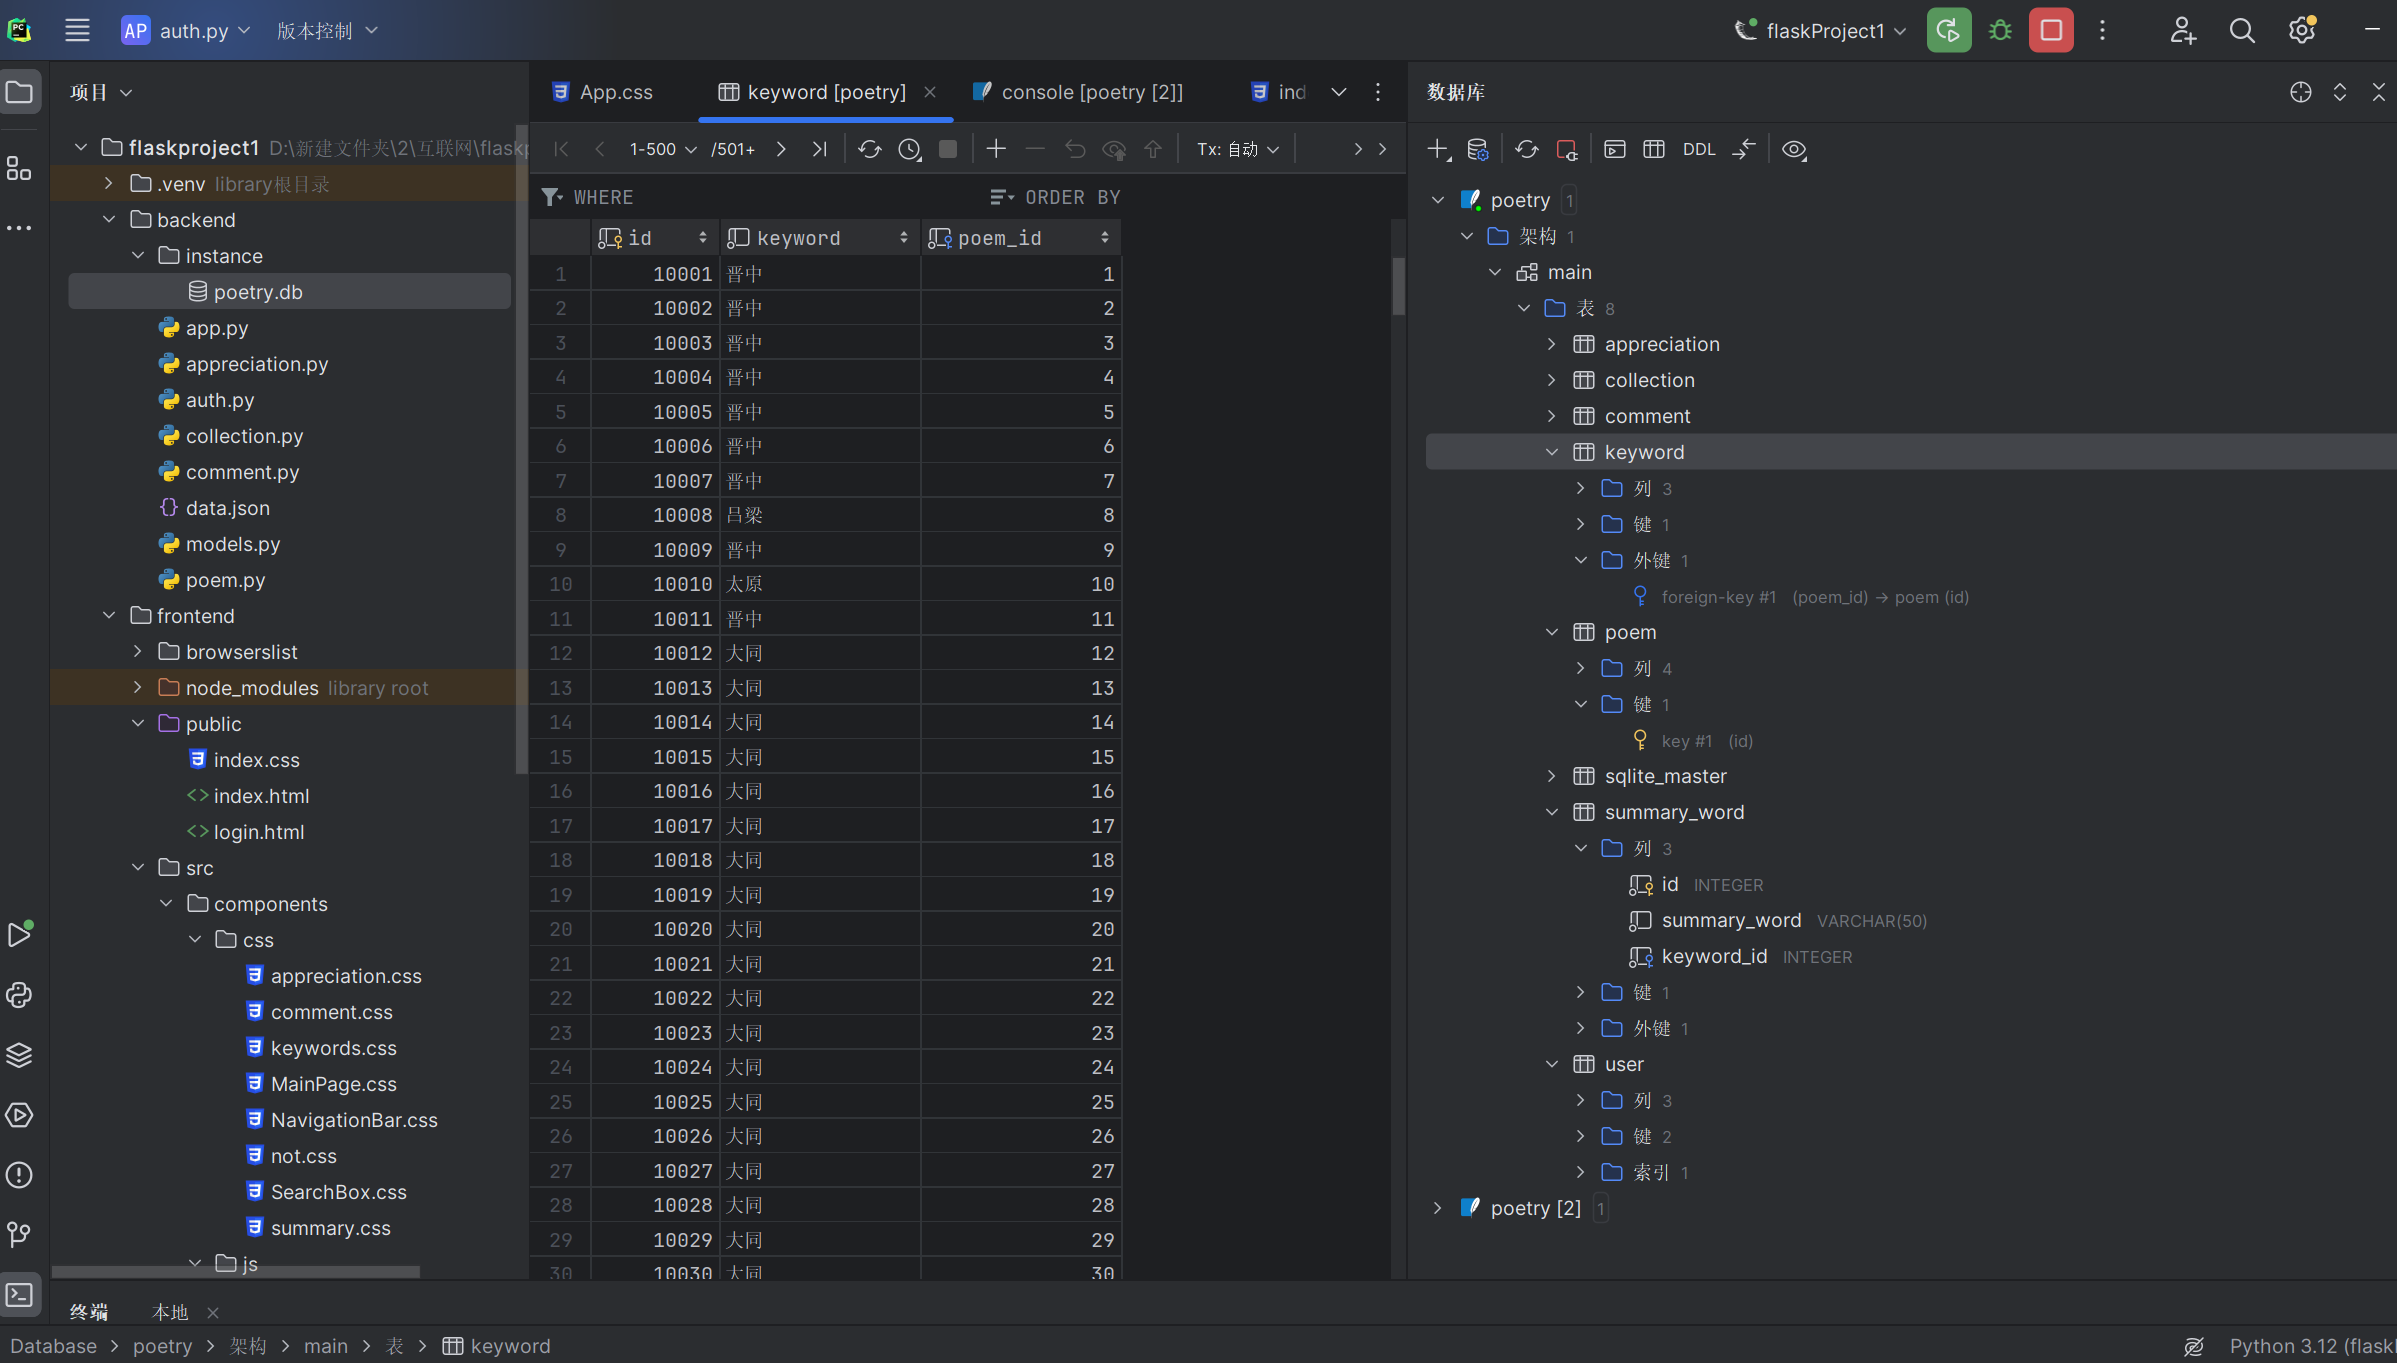 AP auth.py 版本控制 flaskProject1
项目
flaskproject1 D:\新建文件夹\2\互联网\flaskp
.venv library根目录
backend
instance
poetry.db
app.py
appreciation.py
auth.py
collection.py
comment.py
data.json
models.py
poem.py
frontend
browserslist
node_modules library root
public
index.css
index.html
login.html
src
components
css
appreciation.css
comment.css
keywords.css
MainPage.css
NavigationBar.css
not.css
SearchBox.css
summary.css
js
App.css keyword [poetry] console [poetry [2]] ind
1-500 /501+ Tx: 自动
WHERE ORDER BY
id keyword poem_id
1 10001 晋中 1
2 10002 晋中 2
3 10003 晋中 3
4 10004 晋中 4
5 10005 晋中 5
6 10006 晋中 6
7 10007 晋中 7
8 10008 吕梁 8
9 10009 晋中 9
10 10010 太原 10
11 10011 晋中 11
12 10012 大同 12
13 10013 大同 13
14 10014 大同 14
15 10015 大同 15
16 10016 大同 16
17 10017 大同 17
18 10018 大同 18
19 10019 大同 19
20 10020 大同 20
21 10021 大同 21
22 10022 大同 22
23 10023 大同 23
24 10024 大同 24
25 10025 大同 25
26 10026 大同 26
27 10027 大同 27
28 10028 大同 28
29 10029 大同 29
30 10030 大同 30
数据库
DDL
poetry 1
架构 1
main
表 8
appreciation
collection
comment
keyword
列 3
键 1
外键 1
foreign-key #1 (poem_id) → poem (id)
poem
列 4
键 1
key #1 (id)
sqlite_master
summary_word
列 3
id INTEGER
summary_word VARCHAR(50)
keyword_id INTEGER
键 1
外键 1
user
列 3
键 2
索引 1
poetry [2] 1
终端 本地
Database > poetry > 架构 > main > 表 > keyword
Python 3.12 (flask